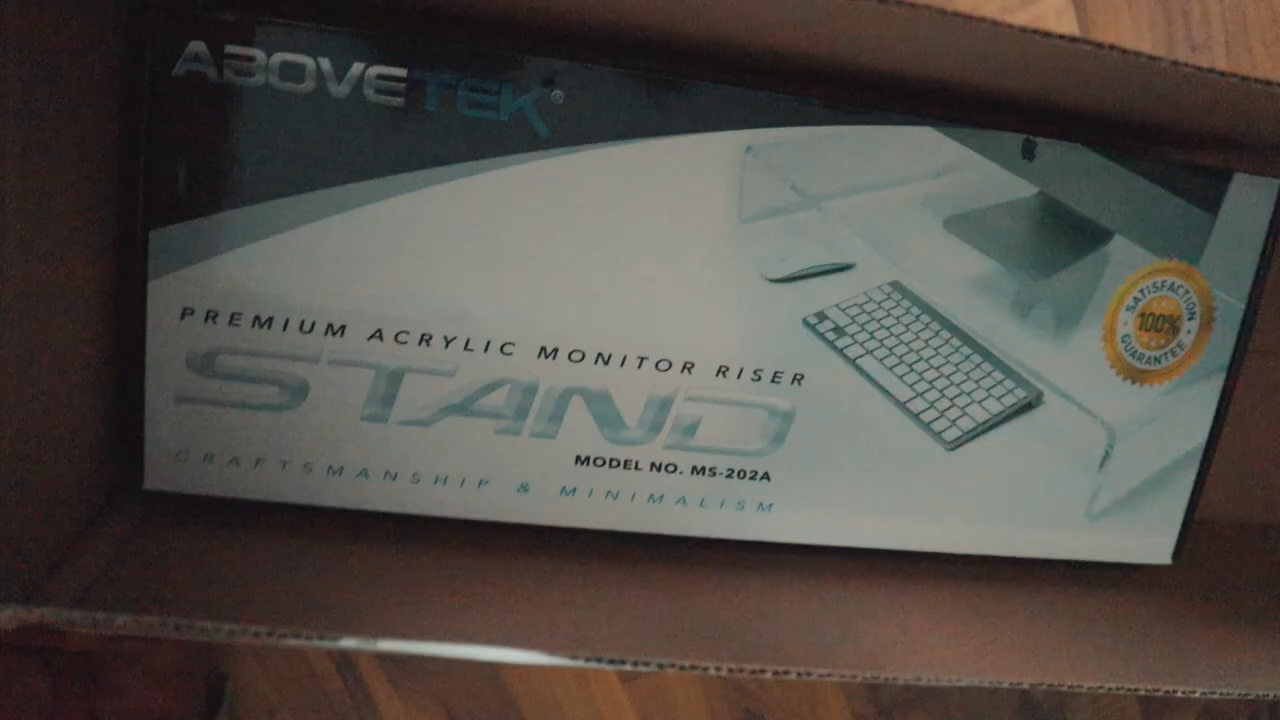 ABOVETEK®
PREMIUM ACRYLIC MONITOR RISER
STAND
MODEL NO. MS-202A
CRAFTSMANSHIP & MINIMALISM
SATISFACTION
100%
GUARANTEE